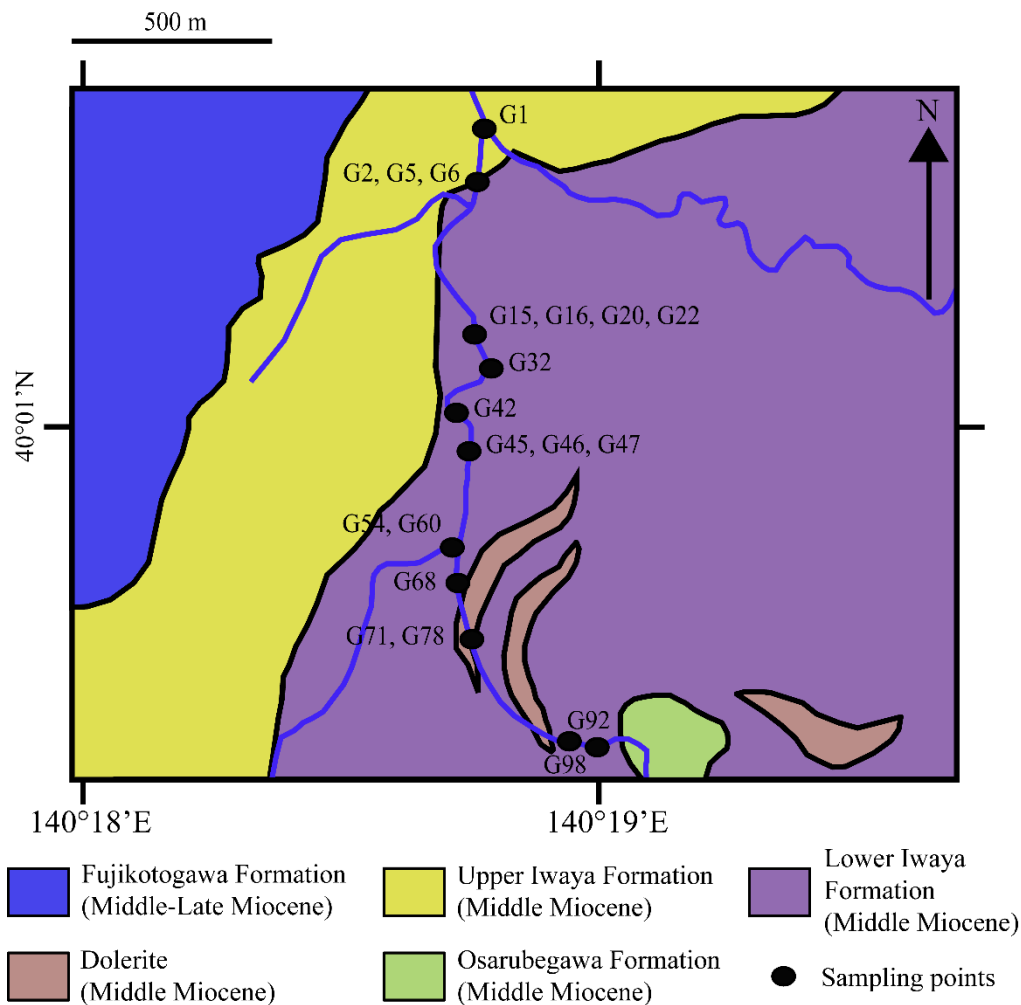 500 m
N
G1
G2, G5, G6
G15, G16, G20, G22
G32
40°01’N
G42
G45, G46, G47
G54, G60
G68
G71, G78
G92
G98
140°18’E
140°19’E
Fujikotogawa Formation
(Middle-Late Miocene)
Upper Iwaya Formation
(Middle Miocene)
Lower Iwaya
Formation
(Middle Miocene)
Dolerite
(Middle Miocene)
Osarubegawa Formation
(Middle Miocene)
Sampling points